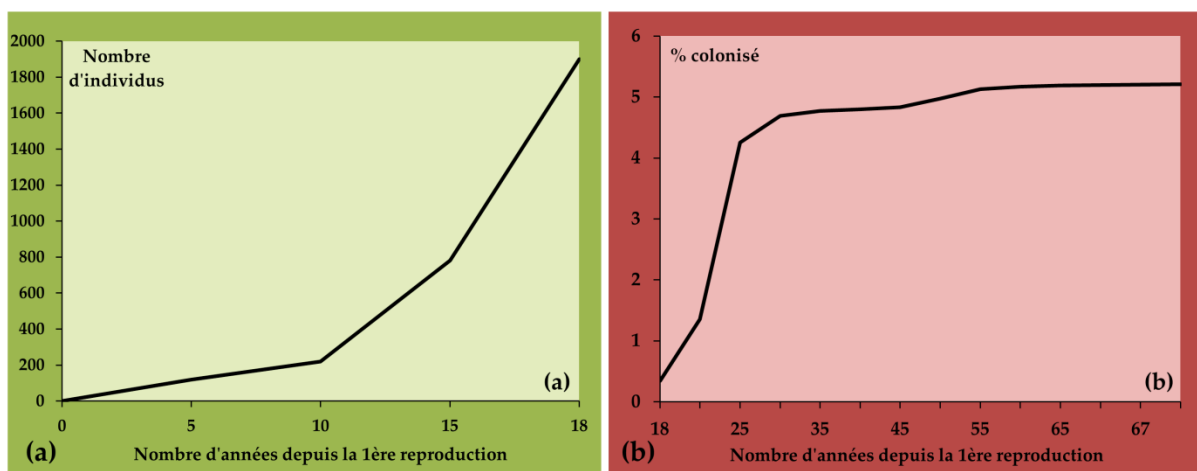 2000
1800
1600
1400
1200
1000
800
600
400
200
0
Nombre
d'individus
(a)
0 5 10 15 18
(a) Nombre d'années depuis la 1ère reproduction
6
5
4
3
2
1
0
% colonisé
(b)
18 25 35 45 55 65 67
(b) Nombre d'années depuis la 1ère reproduction